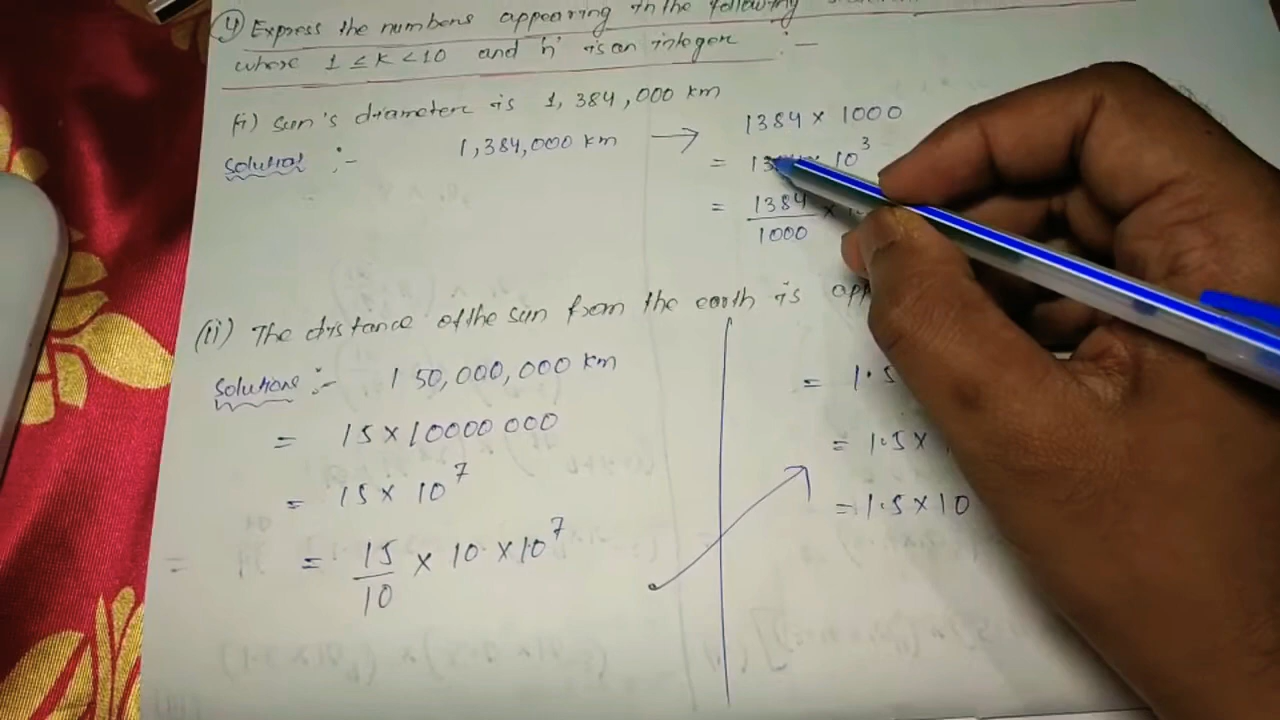 4) Express the numbers appearing in the following
where 1 ≤ K < 10 and 'n' is an integer :-
(i) Sun's diameter is 1,384,000 km
Solution :- 1,384,000 km → 1384 × 1000
= 10³
= 1384/1000 ×
(ii) The distance of the sun from the earth is
Solution :- 150,000,000 km
= 15 × 10000000
= 15 × 10⁷
= 15/10 × 10 × 10⁷
= 1.5
= 1.5 ×
= 1.5 × 10